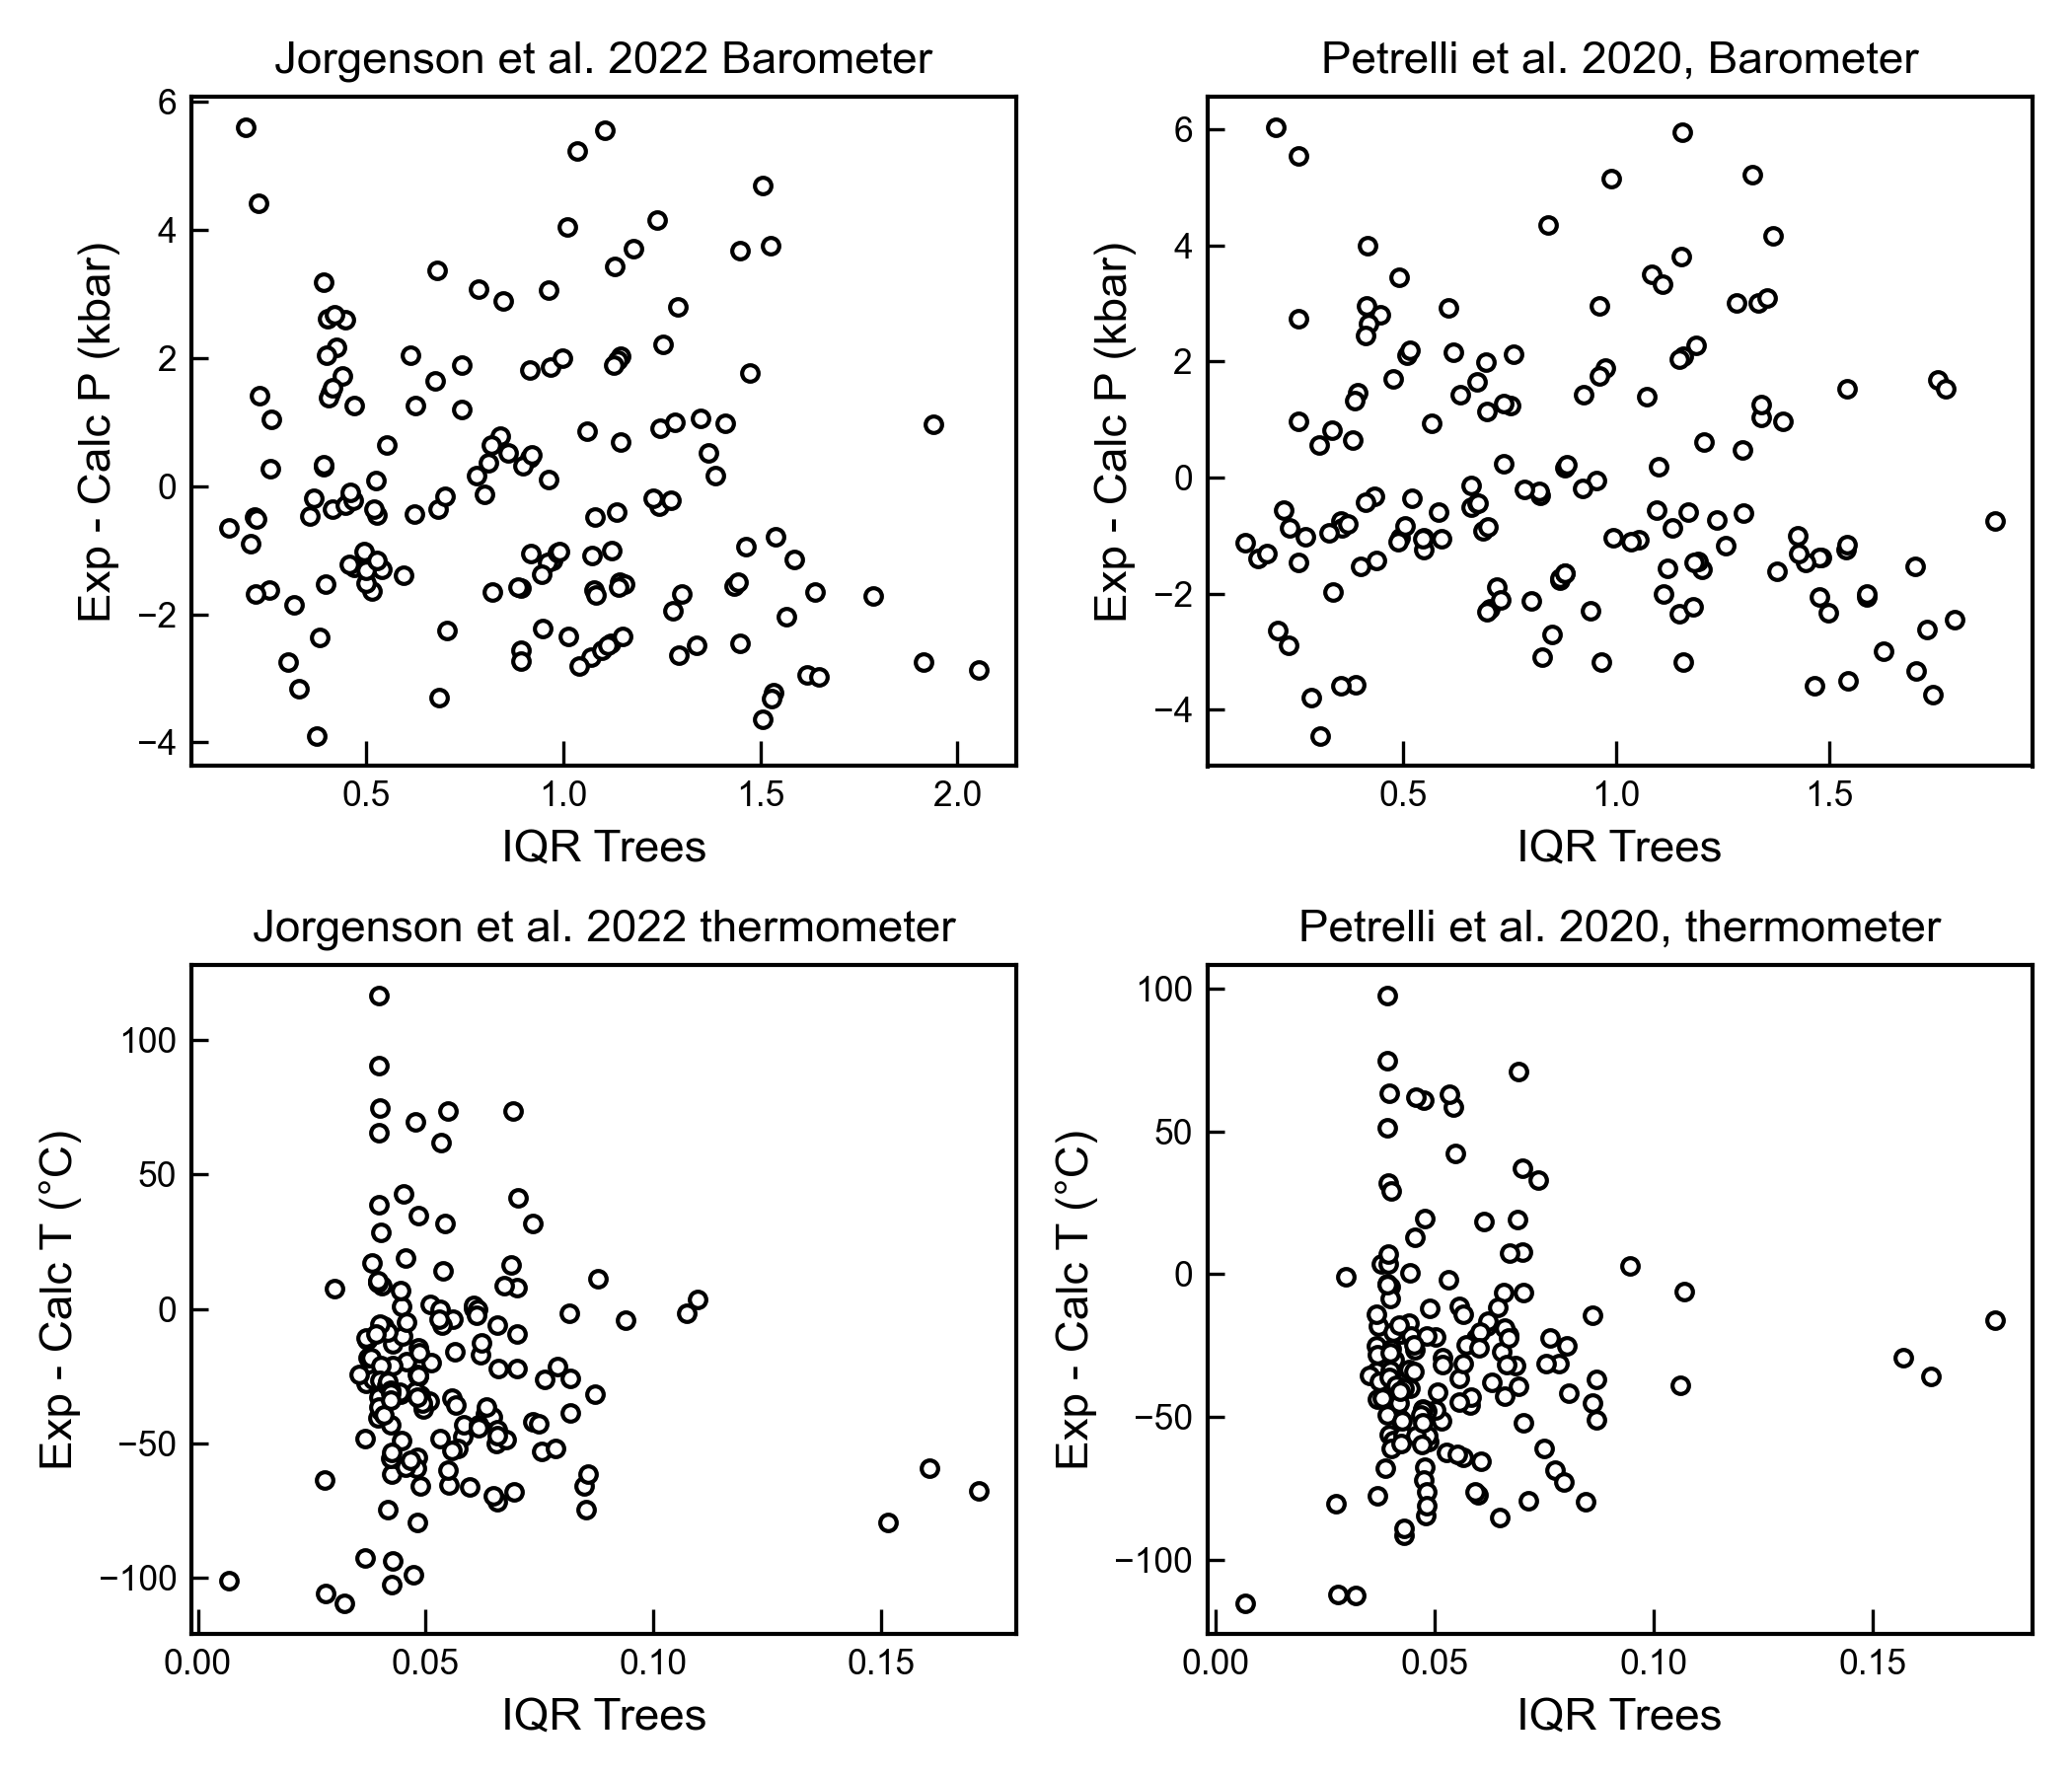 Jorgenson et al. 2022 Barometer
6
4
2
0
−2
−4
Exp - Calc P (kbar)
0.5 1.0 1.5 2.0
IQR Trees
Petrelli et al. 2020, Barometer
6
4
2
0
−2
−4
Exp - Calc P (kbar)
0.5 1.0 1.5
IQR Trees
Jorgenson et al. 2022 thermometer
100
50
0
−50
−100
Exp - Calc T (°C)
0.00 0.05 0.10 0.15
IQR Trees
Petrelli et al. 2020, thermometer
100
50
0
−50
−100
Exp - Calc T (°C)
0.00 0.05 0.10 0.15
IQR Trees